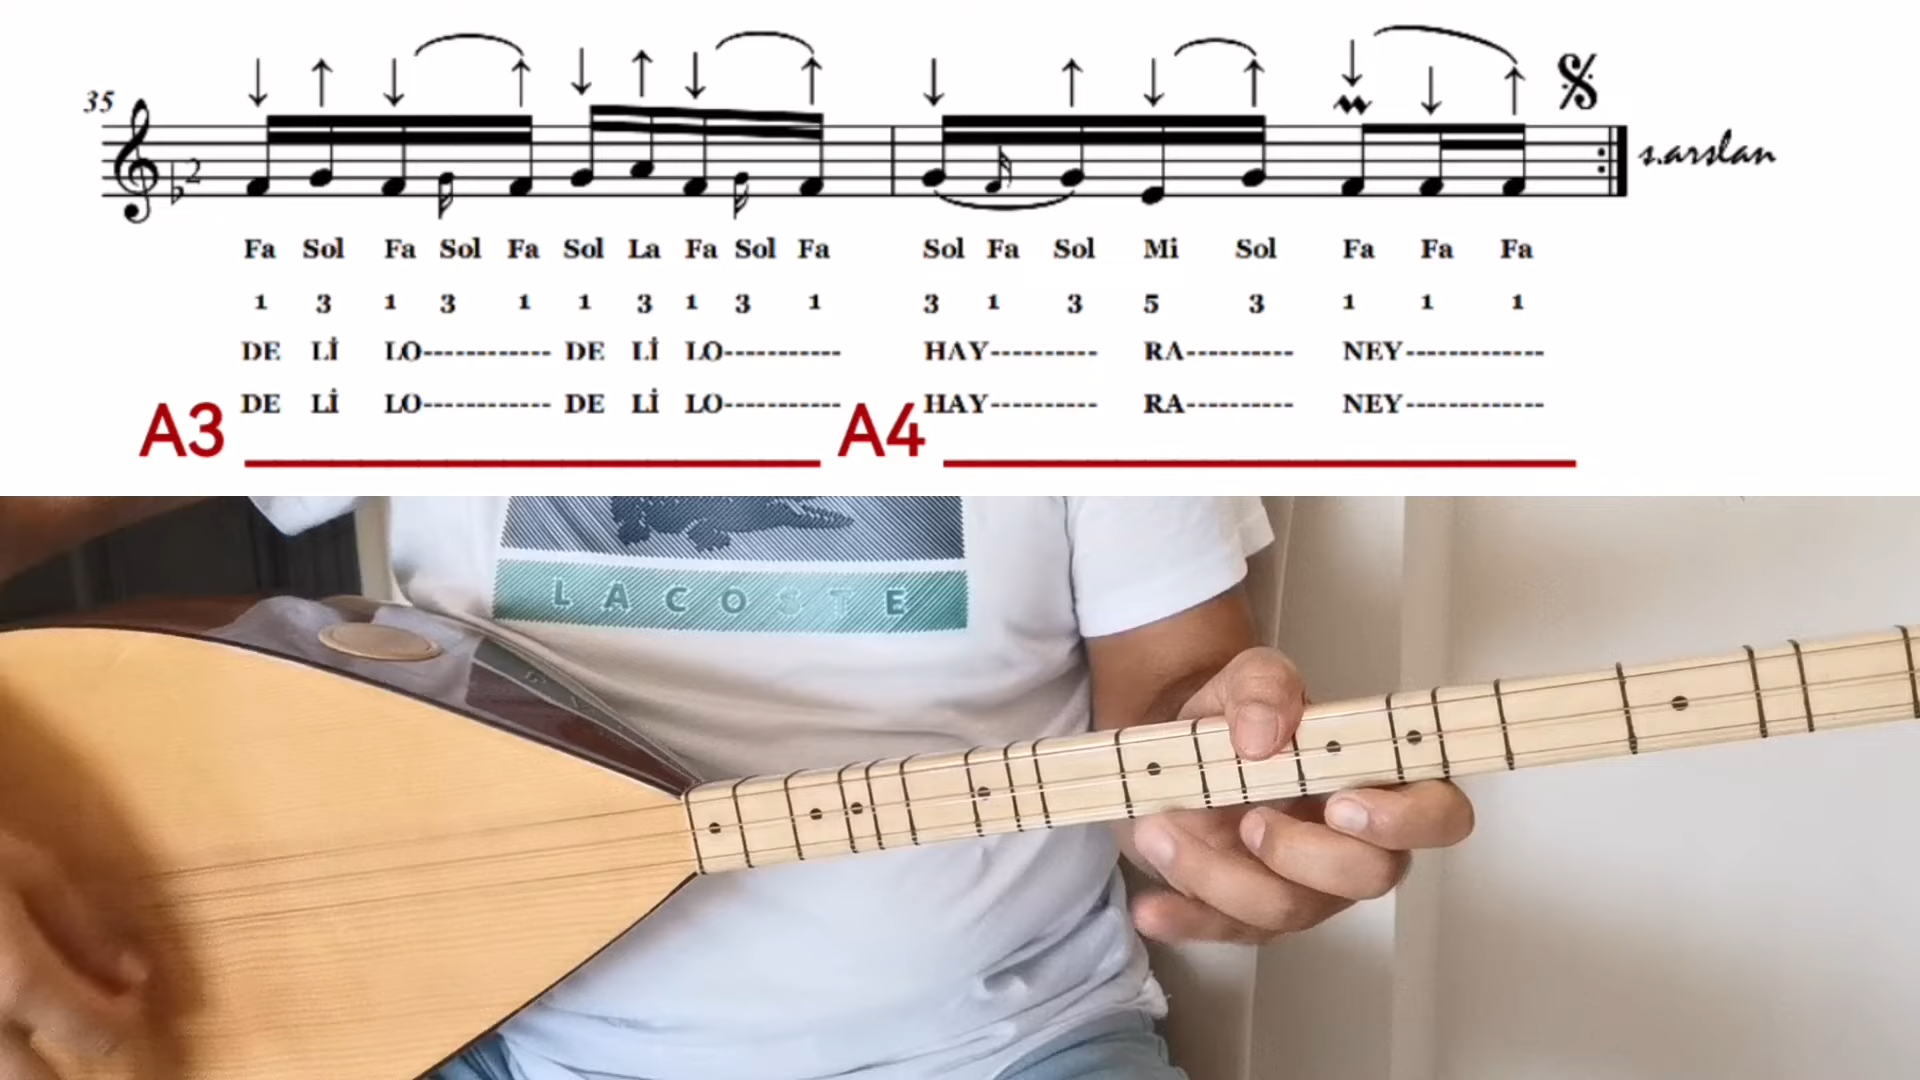 35
s.arslan
2
Fa Sol Fa Sol Fa Sol La Fa Sol Fa Sol Fa Sol Mi Sol Fa Fa Fa
1 3 1 3 1 1 3 1 3 1 3 1 3 5 3 1 1 1
DE Lİ LO------------ DE Lİ LO----------- HAY---------- RA---------- NEY-------------
DE Lİ LO------------ DE Lİ LO----------- HAY---------- RA---------- NEY-------------
A3 A4
LACOSTE